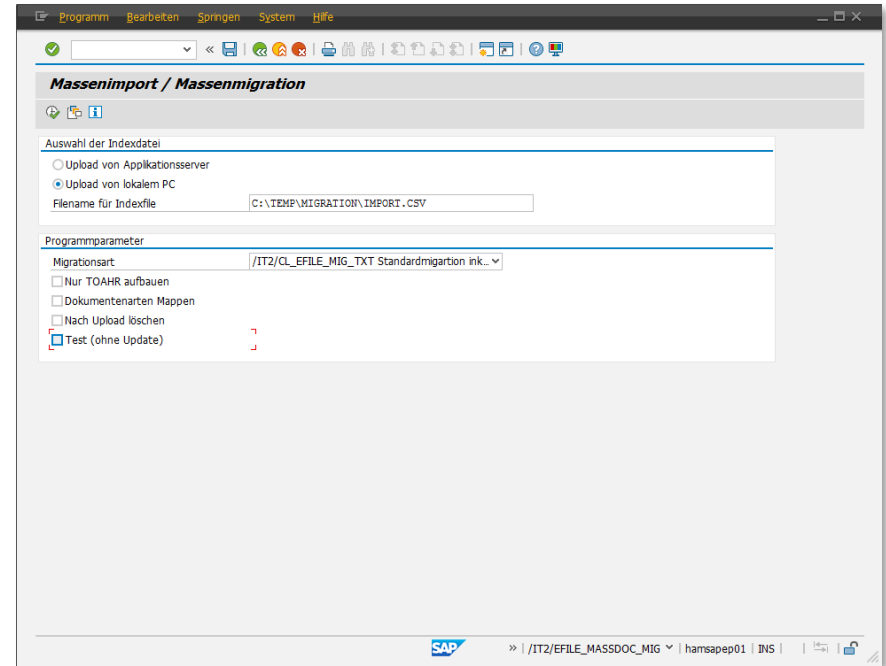 Programm Bearbeiten Springen System Hilfe
Massenimport / Massenmigration
Auswahl der Indexdatei
Upload von Applikationsserver
Upload von lokalem PC
Filename für Indexfile C:\TEMP\MIGRATION\IMPORT.CSV
Programmparameter
Migrationsart /IT2/CL_EFILE_MIG_TXT Standardmigartion ink...
Nur TOAHR aufbauen
Dokumentenarten Mappen
Nach Upload löschen
Test (ohne Update)
SAP » | /IT2/EFILE_MASSDOC_MIG | hamsapep01 | INS |